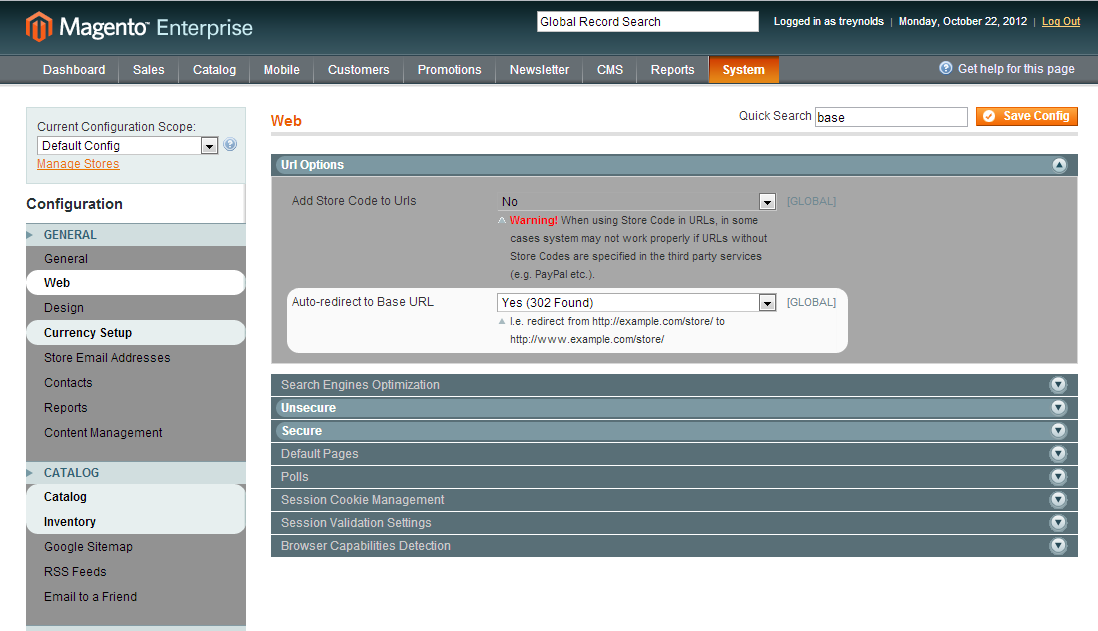 Magento™ Enterprise
Global Record Search
Logged in as treynolds | Monday, October 22, 2012 | Log Out
Dashboard Sales Catalog Mobile Customers Promotions Newsletter CMS Reports System
Get help for this page
Current Configuration Scope:
Default Config
Manage Stores
Configuration
GENERAL
General
Web
Design
Currency Setup
Store Email Addresses
Contacts
Reports
Content Management
CATALOG
Catalog
Inventory
Google Sitemap
RSS Feeds
Email to a Friend
Web
Quick Search base Save Config
Url Options
Add Store Code to Urls No [GLOBAL]
Warning! When using Store Code in URLs, in some
cases system may not work properly if URLs without
Store Codes are specified in the third party services
(e.g. PayPal etc.).
Auto-redirect to Base URL Yes (302 Found) [GLOBAL]
I.e. redirect from http://example.com/store/ to
http://www.example.com/store/
Search Engines Optimization
Unsecure
Secure
Default Pages
Polls
Session Cookie Management
Session Validation Settings
Browser Capabilities Detection